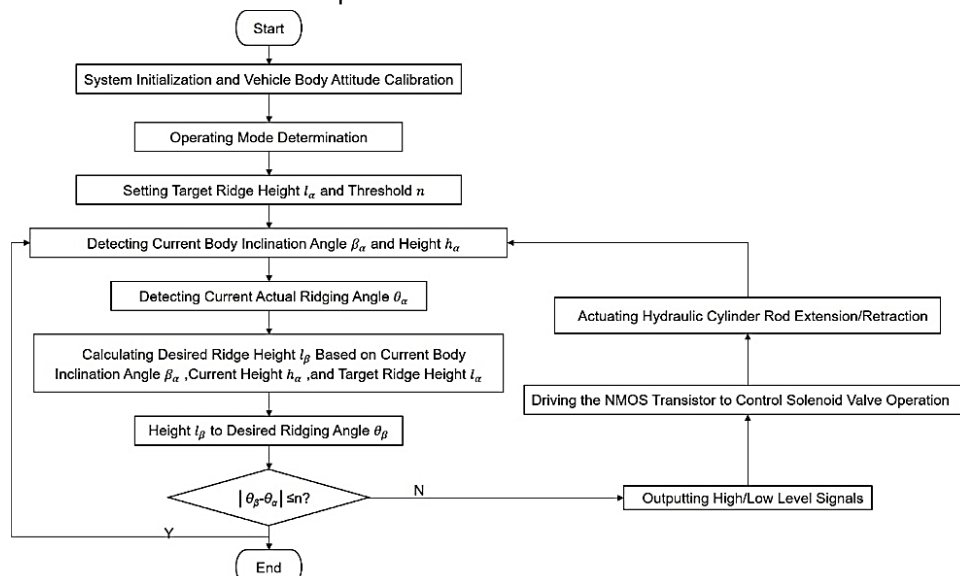 Start
System Initialization and Vehicle Body Attitude Calibration
Operating Mode Determination
Setting Target Ridge Height lα and Threshold n
Detecting Current Body Inclination Angle βα and Height hα
Detecting Current Actual Ridging Angle θα
Calculating Desired Ridge Height lβ Based on Current Body
Inclination Angle βα ,Current Height hα ,and Target Ridge Height lα
Height lβ to Desired Ridging Angle θβ
|θβ-θα| ≤n?
N
Y
End
Outputting High/Low Level Signals
Driving the NMOS Transistor to Control Solenoid Valve Operation
Actuating Hydraulic Cylinder Rod Extension/Retraction